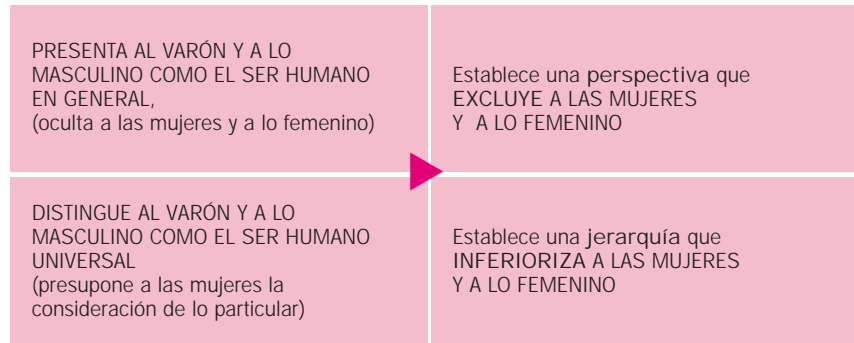 PRESENTA AL VARÓN Y A LO
MASCULINO COMO EL SER HUMANO
EN GENERAL,
(oculta a las mujeres y a lo femenino)
Establece una perspectiva que
EXCLUYE A LAS MUJERES
Y A LO FEMENINO
DISTINGUE AL VARÓN Y A LO
MASCULINO COMO EL SER HUMANO
UNIVERSAL
(presupone a las mujeres la
consideración de lo particular)
Establece una jerarquía que
INFERIORIZA A LAS MUJERES
Y A LO FEMENINO